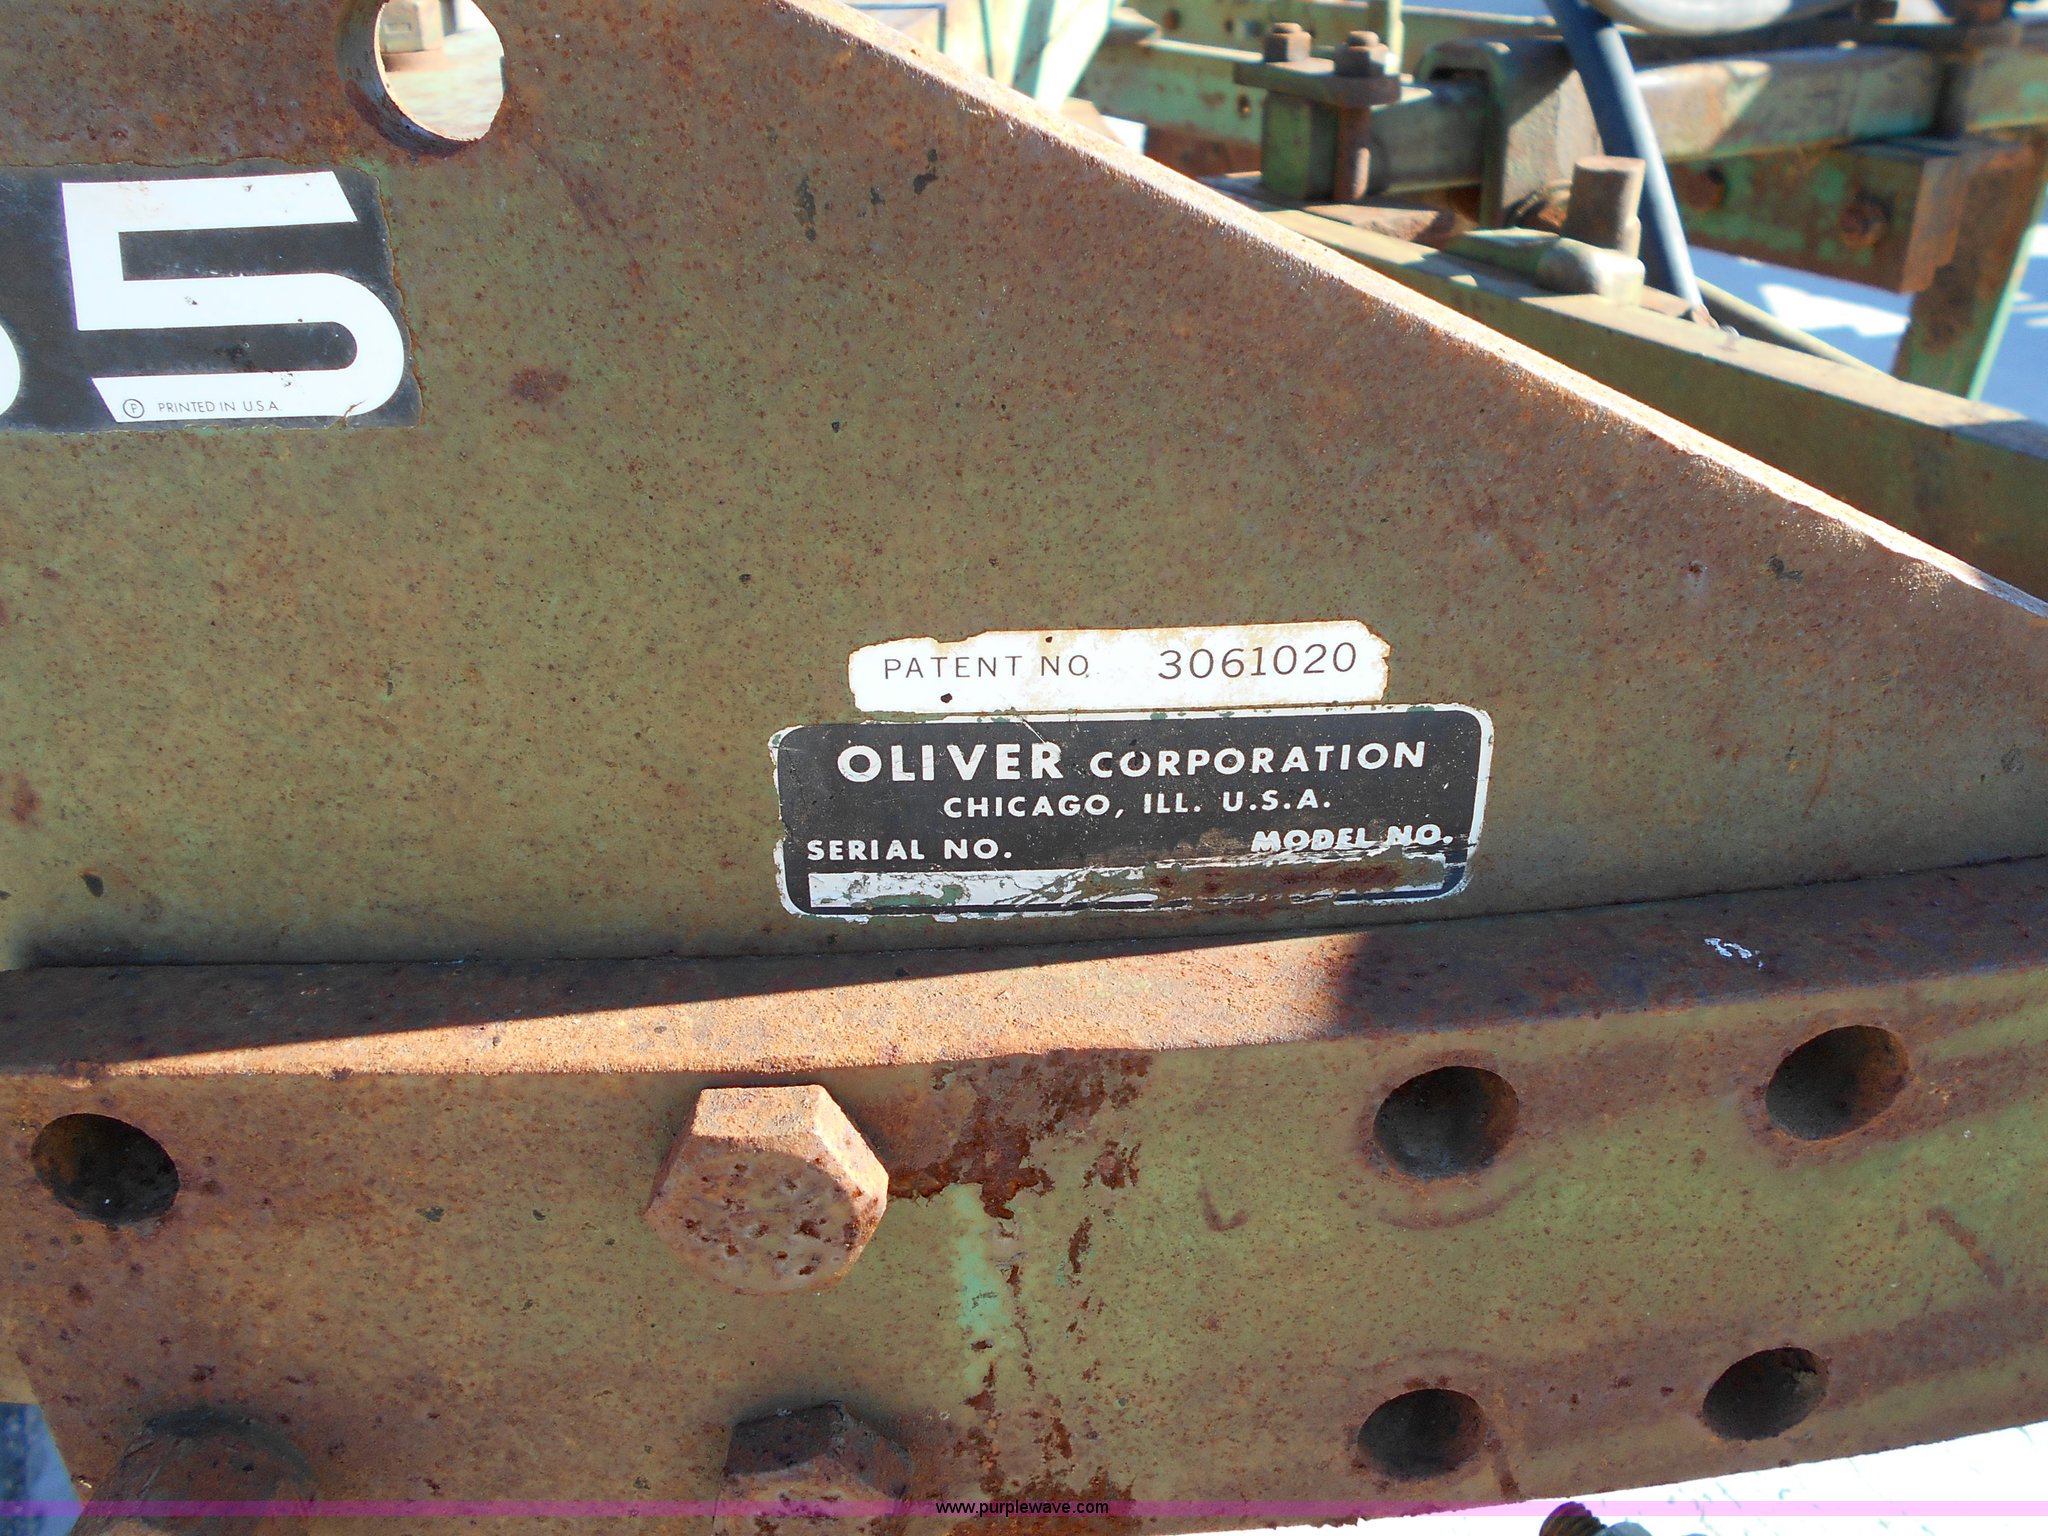 5
Ⓟ PRINTED IN U.S.A.
PATENT NO. 3061020
OLIVER CORPORATION
CHICAGO, ILL. U.S.A.
SERIAL NO. MODEL NO.
www.purplewave.com